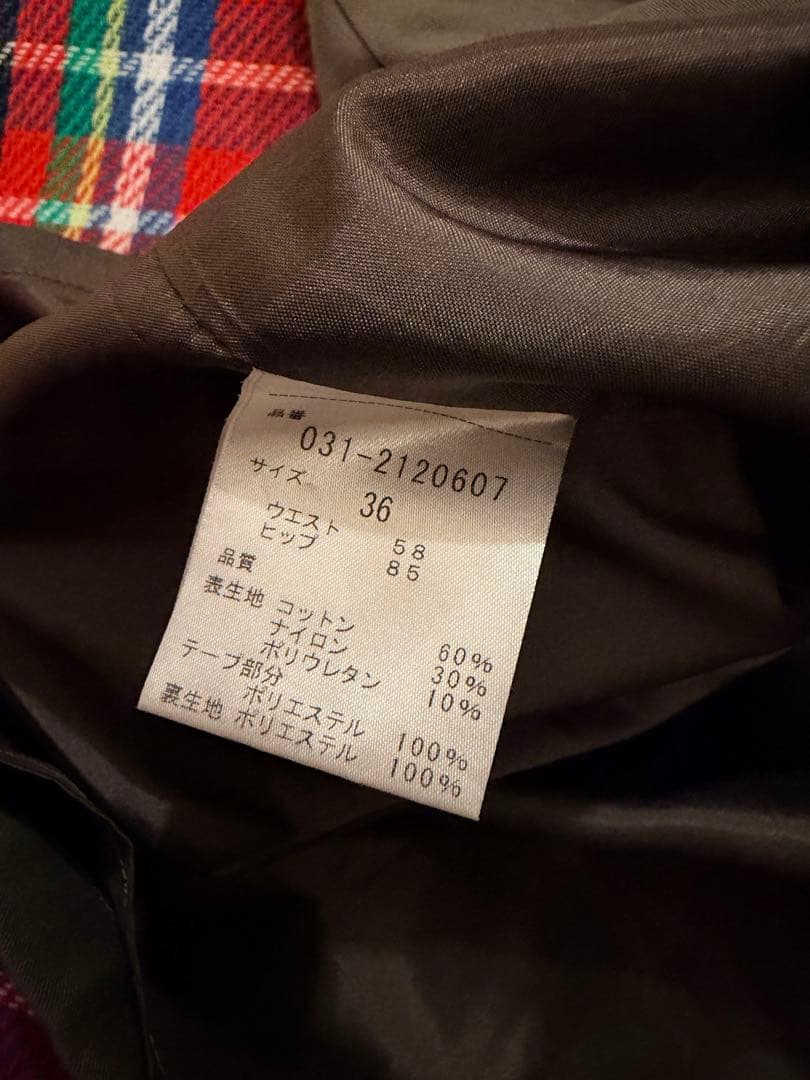 品番
031-2120607
サイズ 36
ウエスト 58
ヒップ 85
品質
表生地 コットン 60%
ナイロン 30%
ポリウレタン 10%
テープ部分
ポリエステル 100%
裏生地 ポリエステル 100%